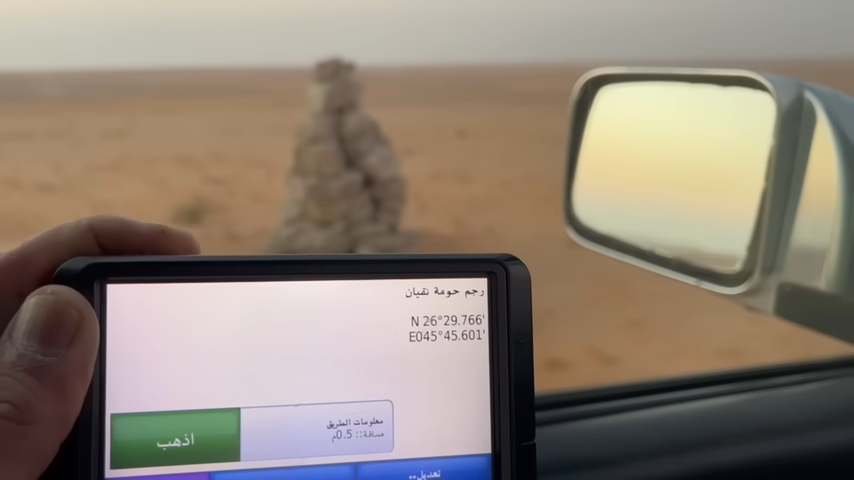 رجم حومة نقيان
N 26°29.766'
E045°45.601'
معلومات الطريق
مسافة:: 0.5م
اذهب
تعديل..